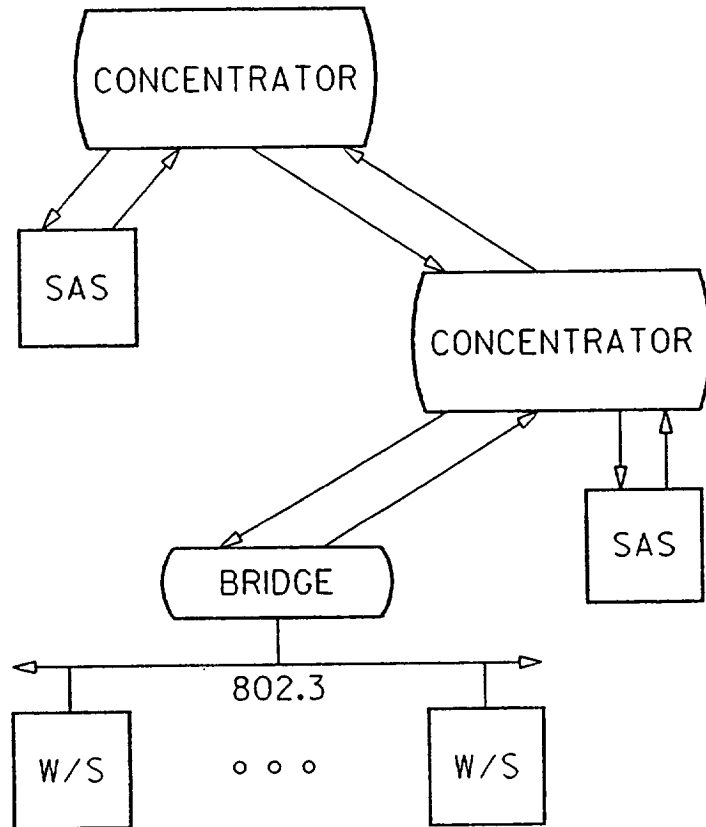 CONCENTRATOR
SAS
CONCENTRATOR
SAS
BRIDGE
802.3
W/S
W/S